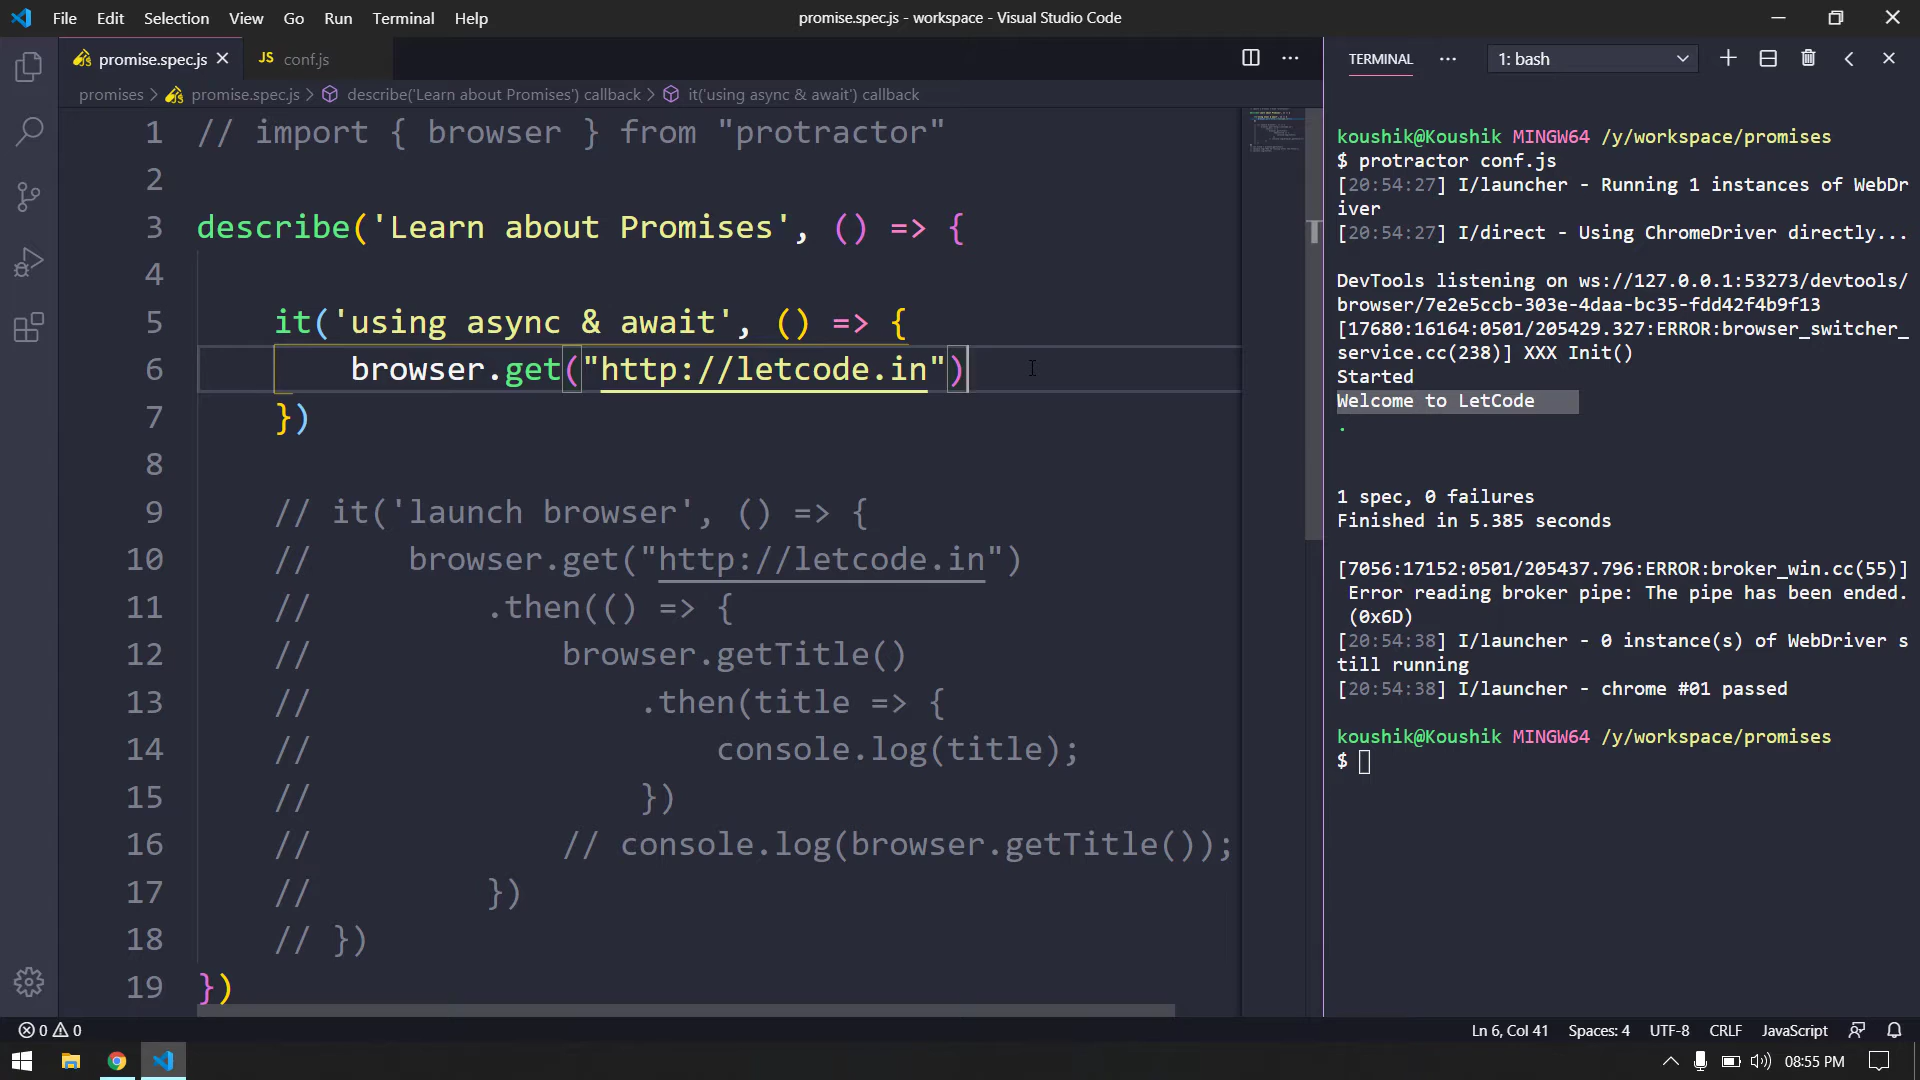 File Edit Selection View Go Run Terminal Help
promise.spec.js - workspace - Visual Studio Code
promise.spec.js
JS conf.js
promises > promise.spec.js > describe('Learn about Promises') callback > it('using async & await') callback
1 // import { browser } from "protractor"
2
3 describe('Learn about Promises', () => {
4
5 it('using async & await', () => {
6 browser.get("http://letcode.in")
7 })
8
9 // it('launch browser', () => {
10 // browser.get("http://letcode.in")
11 // .then(() => {
12 // browser.getTitle()
13 // .then(title => {
14 // console.log(title);
15 // })
16 // // console.log(browser.getTitle());
17 // })
18 // })
19 })
TERMINAL
1: bash
koushik@Koushik MINGW64 /y/workspace/promises
$ protractor conf.js
[20:54:27] I/launcher - Running 1 instances of WebDr
iver
[20:54:27] I/direct - Using ChromeDriver directly...
DevTools listening on ws://127.0.0.1:53273/devtools/
browser/7e2e5ccb-303e-4daa-bc35-fdd42f4b9f13
[17680:16164:0501/205429.327:ERROR:browser_switcher_
service.cc(238)] XXX Init()
Started
Welcome to LetCode
.
1 spec, 0 failures
Finished in 5.385 seconds
[7056:17152:0501/205437.796:ERROR:broker_win.cc(55)]
Error reading broker pipe: The pipe has been ended.
(0x6D)
[20:54:38] I/launcher - 0 instance(s) of WebDriver s
till running
[20:54:38] I/launcher - chrome #01 passed
koushik@Koushik MINGW64 /y/workspace/promises
$
0 0
Ln 6, Col 41 Spaces: 4 UTF-8 CRLF JavaScript
08:55 PM